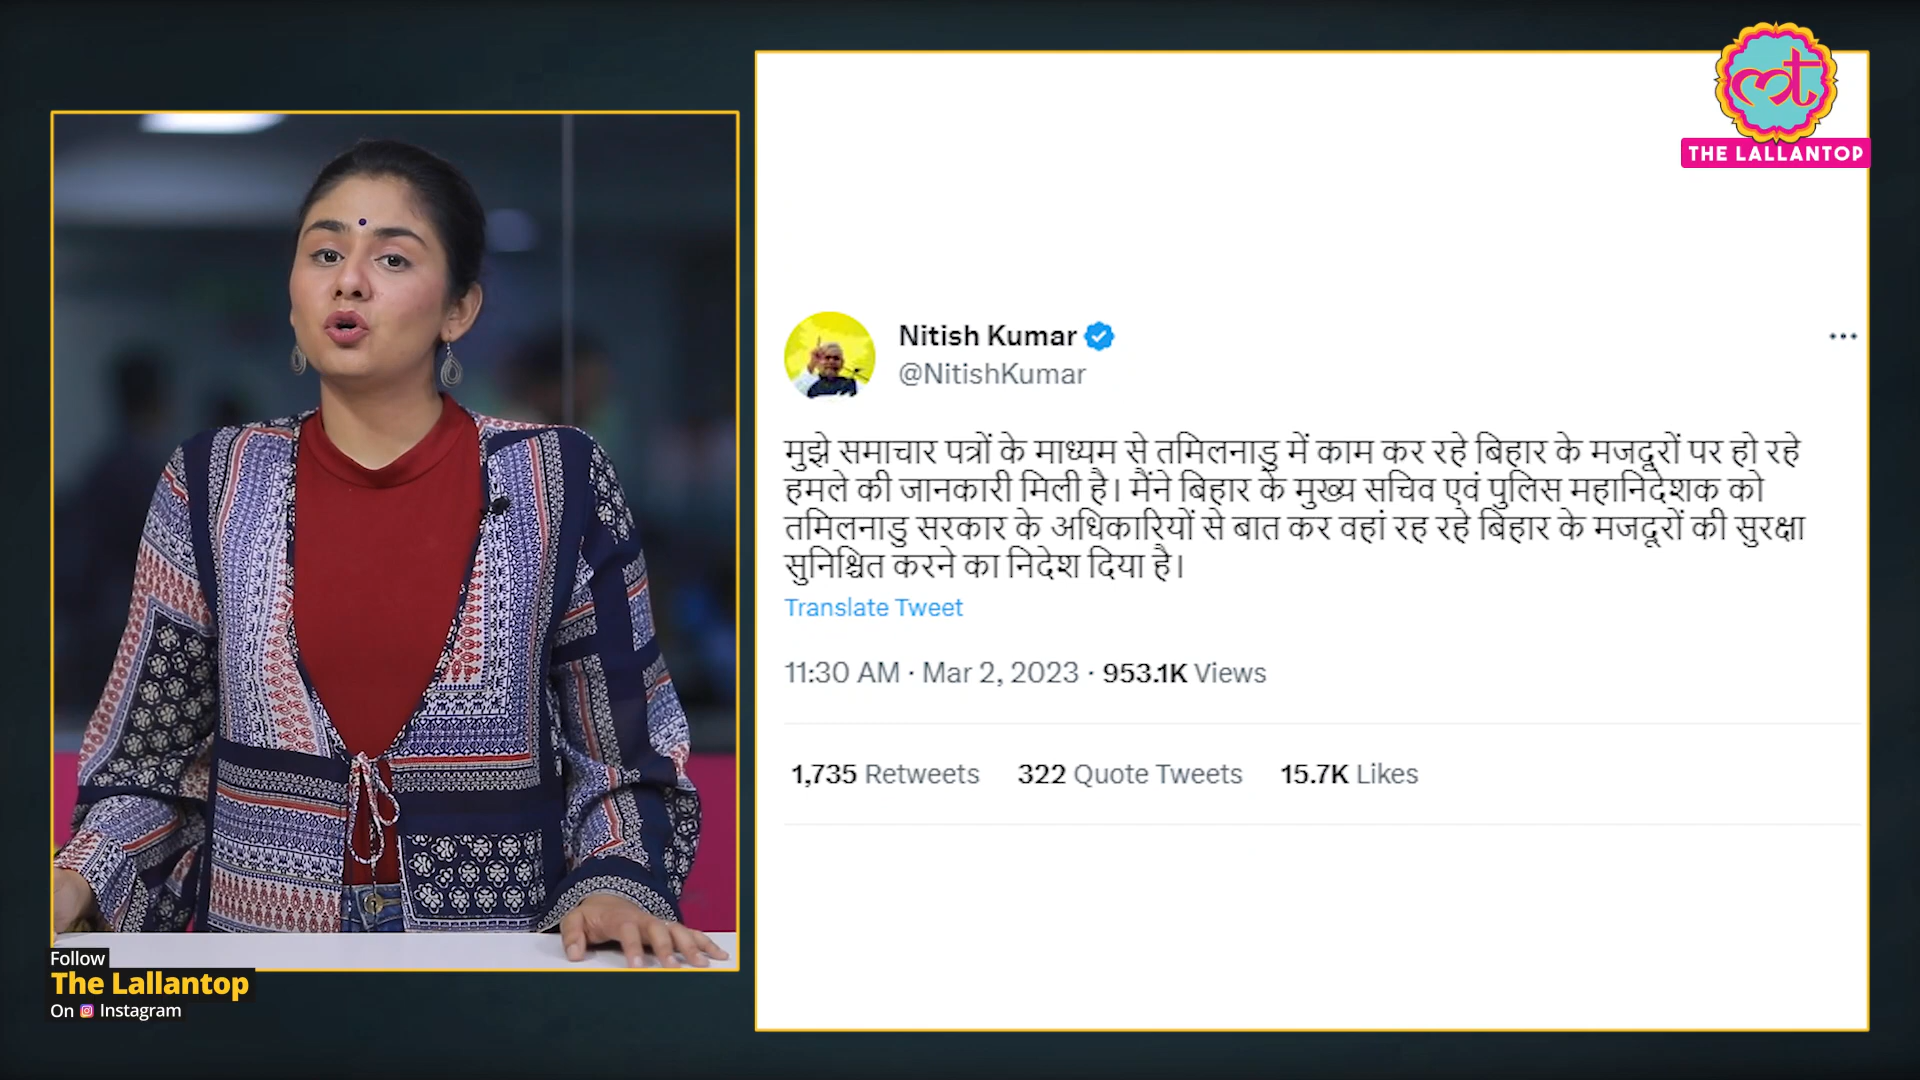 THE LALLANTOP
Nitish Kumar
@NitishKumar
मुझे समाचार पत्रों के माध्यम से तमिलनाडु में काम कर रहे बिहार के मजदूरों पर हो रहे
हमले की जानकारी मिली है। मैंने बिहार के मुख्य सचिव एवं पुलिस महानिदेशक को
तमिलनाडु सरकार के अधिकारियों से बात कर वहां रह रहे बिहार के मजदूरों की सुरक्षा
सुनिश्चित करने का निदेश दिया है।
Translate Tweet
11:30 AM · Mar 2, 2023 · 953.1K Views
1,735 Retweets 322 Quote Tweets 15.7K Likes
Follow
The Lallantop
On Instagram